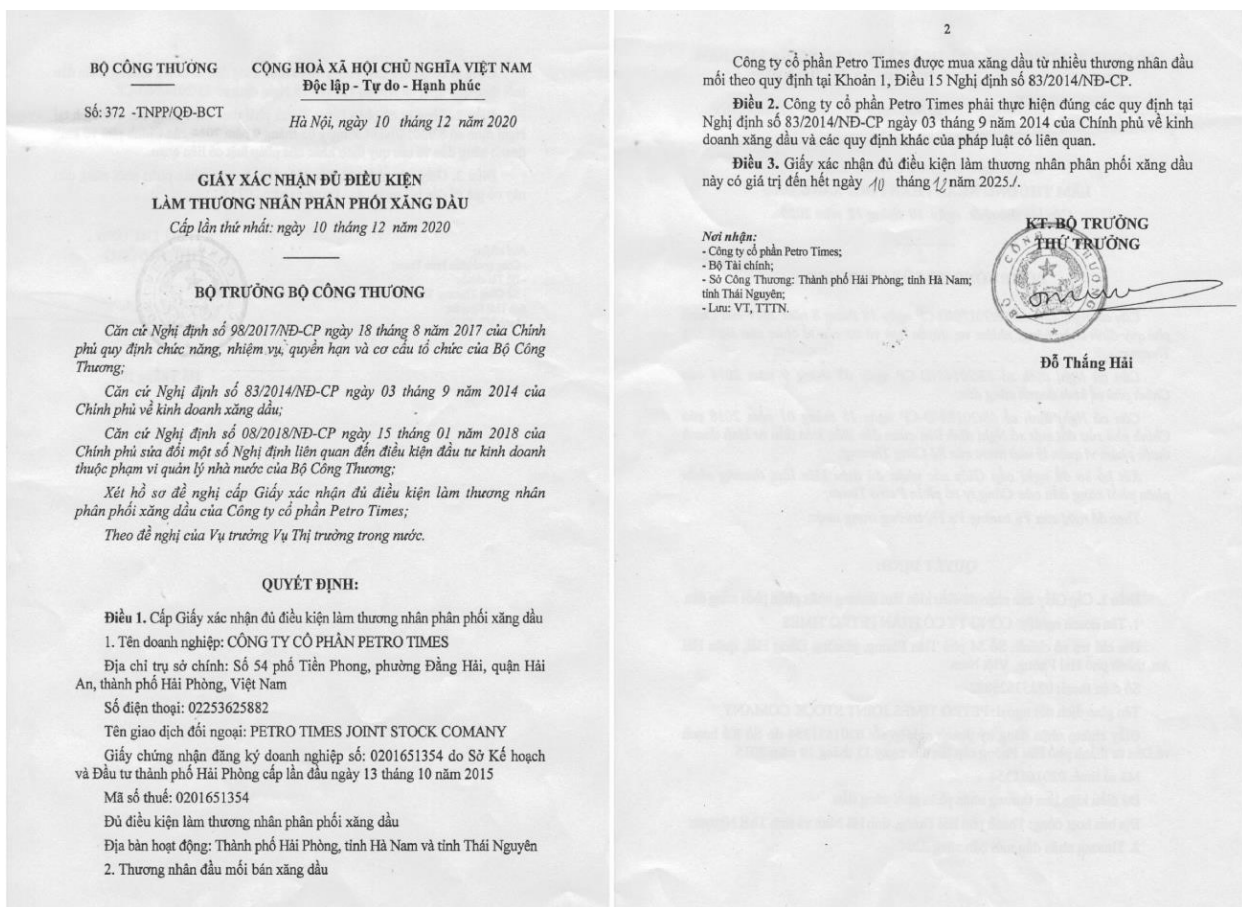 BỘ CÔNG THƯƠNG
CỘNG HOÀ XÃ HỘI CHỦ NGHĨA VIỆT NAM
Độc lập - Tự do - Hạnh phúc
Số: 372 -TNPP/QĐ-BCT
Hà Nội, ngày 10 tháng 12 năm 2020
GIẤY XÁC NHẬN ĐỦ ĐIỀU KIỆN
LÀM THƯƠNG NHÂN PHÂN PHỐI XĂNG DẦU
Cấp lần thứ nhất: ngày 10 tháng 12 năm 2020
BỘ TRƯỞNG BỘ CÔNG THƯƠNG
Căn cứ Nghị định số 98/2017/NĐ-CP ngày 18 tháng 8 năm 2017 của Chính
phủ quy định chức năng, nhiệm vụ, quyền hạn và cơ cấu tổ chức của Bộ Công
Thương;
Căn cứ Nghị định số 83/2014/NĐ-CP ngày 03 tháng 9 năm 2014 của
Chính phủ về kinh doanh xăng dầu;
Căn cứ Nghị định số 08/2018/NĐ-CP ngày 15 tháng 01 năm 2018 của
Chính phủ sửa đổi một số Nghị định liên quan đến điều kiện đầu tư kinh doanh
thuộc phạm vi quản lý nhà nước của Bộ Công Thương;
Xét hồ sơ đề nghị cấp Giấy xác nhận đủ điều kiện làm thương nhân
phân phối xăng dầu của Công ty cổ phần Petro Times;
Theo đề nghị của Vụ trưởng Vụ Thị trường trong nước.
QUYẾT ĐỊNH:
Điều 1. Cấp Giấy xác nhận đủ điều kiện làm thương nhân phân phối xăng dầu
1. Tên doanh nghiệp: CÔNG TY CỔ PHẦN PETRO TIMES
Địa chỉ trụ sở chính: Số 54 phố Tiền Phong, phường Đằng Hải, quận Hải
An, thành phố Hải Phòng, Việt Nam
Số điện thoại: 02253625882
Tên giao dịch đối ngoại: PETRO TIMES JOINT STOCK COMANY
Giấy chứng nhận đăng ký doanh nghiệp số: 0201651354 do Sở Kế hoạch
và Đầu tư thành phố Hải Phòng cấp lần đầu ngày 13 tháng 10 năm 2015
Mã số thuế: 0201651354
Đủ điều kiện làm thương nhân phân phối xăng dầu
Địa bàn hoạt động: Thành phố Hải Phòng, tỉnh Hà Nam và tỉnh Thái Nguyên
2. Thương nhân đầu mối bán xăng dầu
2
Công ty cổ phần Petro Times được mua xăng dầu từ nhiều thương nhân đầu
mối theo quy định tại Khoản 1, Điều 15 Nghị định số 83/2014/NĐ-CP.
Điều 2. Công ty cổ phần Petro Times phải thực hiện đúng các quy định tại
Nghị định số 83/2014/NĐ-CP ngày 03 tháng 9 năm 2014 của Chính phủ về kinh
doanh xăng dầu và các quy định khác của pháp luật có liên quan.
Điều 3. Giấy xác nhận đủ điều kiện làm thương nhân phân phối xăng dầu
này có giá trị đến hết ngày 10 tháng 12 năm 2025./.
KT. BỘ TRƯỞNG
THỨ TRƯỞNG
Nơi nhận:
- Công ty cổ phần Petro Times;
- Bộ Tài chính;
- Sở Công Thương: Thành phố Hải Phòng; tỉnh Hà Nam;
tỉnh Thái Nguyên;
- Lưu: VT, TTTN.
BỘ CÔNG THƯƠNG
Đỗ Thắng Hải